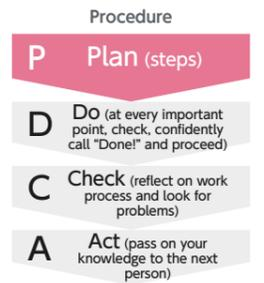 Procedure
P Plan (steps)
D Do (at every important
point, check, confidently
call "Done!" and proceed)
C Check (reflect on work
process and look for
problems)
A Act (pass on your
knowledge to the next
person)